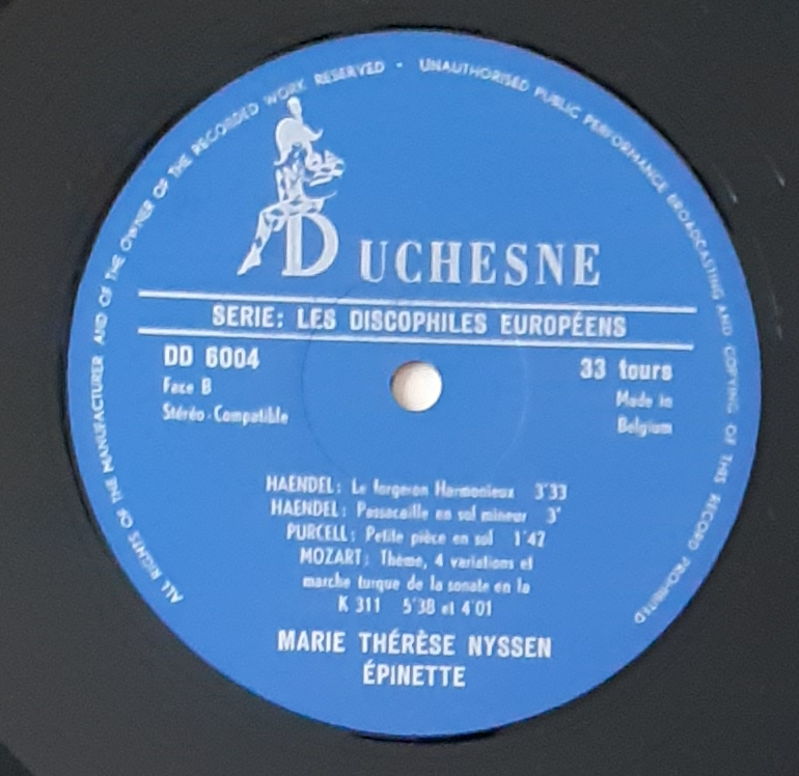 ALL RIGHTS OF THE MANUFACTURER AND OF THE OWNER OF THE RECORDED WORK RESERVED - UNAUTHORISED PUBLIC PERFORMANCE BROADCASTING AND COPYING OF THIS RECORD PROHIBITED
DUCHESNE
SERIE: LES DISCOPHILES EUROPÉENS
DD 6004
33 tours
Face B
Made in
Stéréo-Compatible
Belgium
HAENDEL: Le forgeron Harmonieux 3'33
HAENDEL: Passacaille en sol mineur 3'
PURCELL: Petite pièce en sol 1'42
MOZART: Thème, 4 variations et
marche turque de la sonate en la
K 311 5'38 et 4'01
MARIE THÉRÈSE NYSSEN
ÉPINETTE